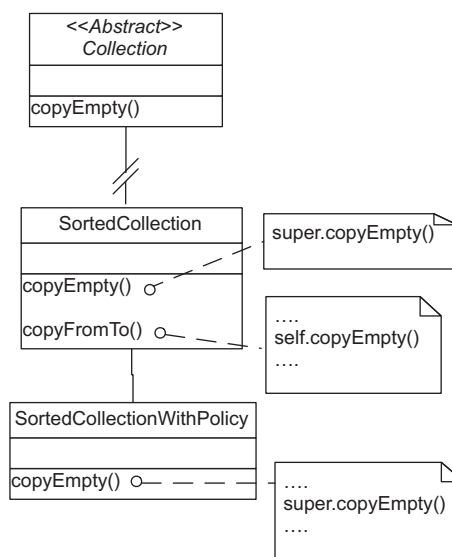 <<Abstract>>
Collection
copyEmpty()
SortedCollection
copyEmpty()
super.copyEmpty()
copyFromTo()
....
self.copyEmpty()
....
SortedCollectionWithPolicy
copyEmpty()
....
super.copyEmpty()
....